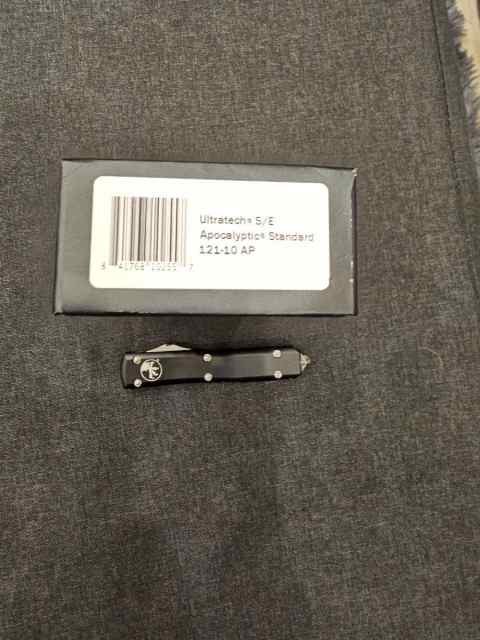 Ultratech® S/E
Apocalyptic® Standard
121-10 AP